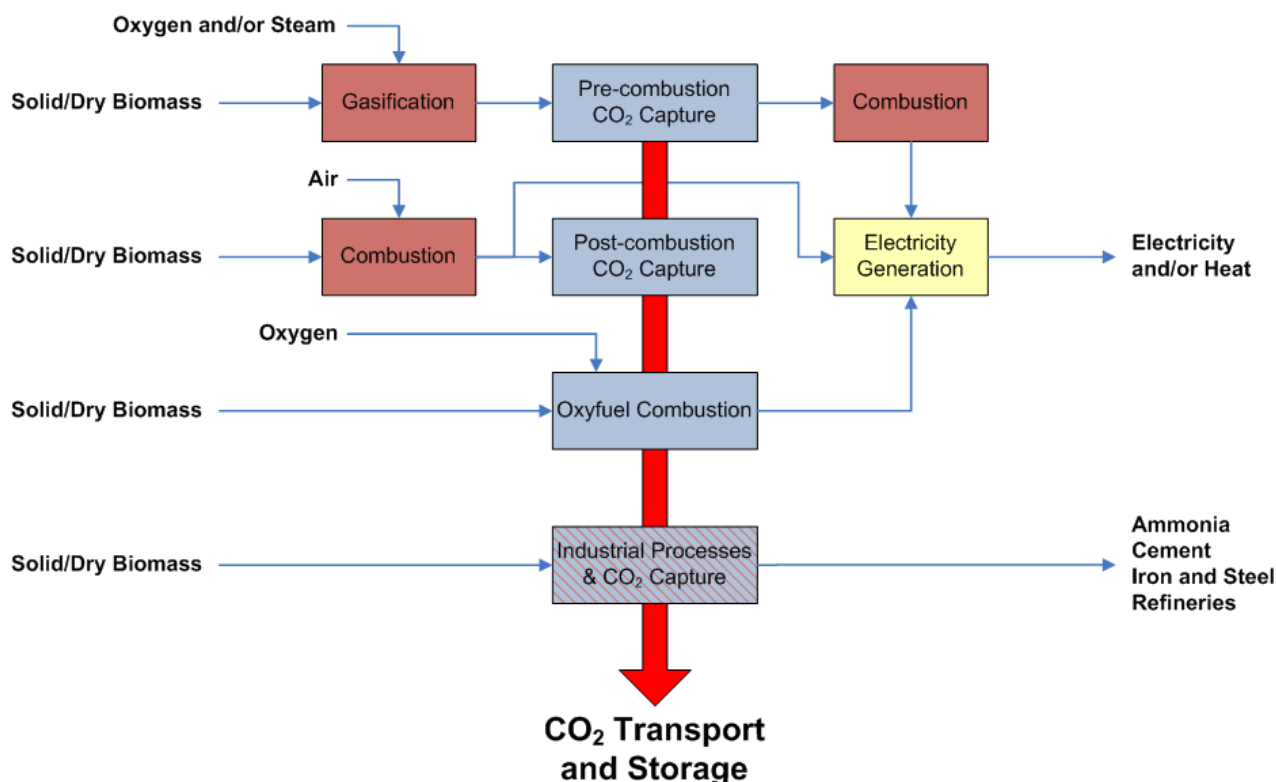 Oxygen and/or Steam
Solid/Dry Biomass
Gasification
Pre-combustion
CO₂ Capture
Combustion
Air
Solid/Dry Biomass
Combustion
Post-combustion
CO₂ Capture
Electricity
Generation
Electricity
and/or Heat
Oxygen
Solid/Dry Biomass
Oxyfuel Combustion
Solid/Dry Biomass
Industrial Processes
& CO₂ Capture
Ammonia
Cement
Iron and Steel
Refineries
CO₂ Transport
and Storage